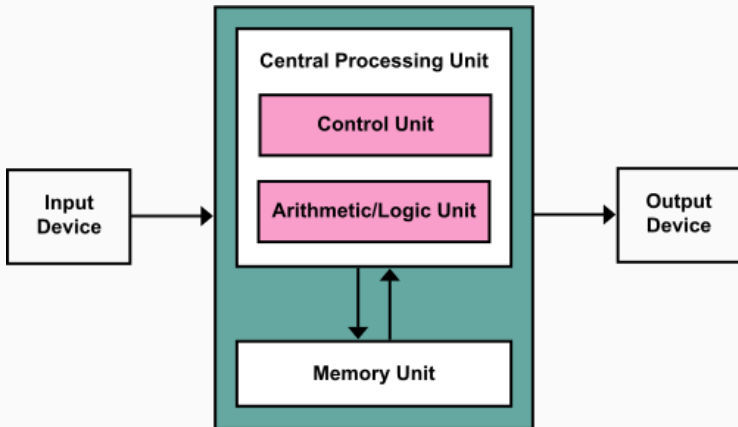 Central Processing Unit
Control Unit
Arithmetic/Logic Unit
Input
Device
Output
Device
Memory Unit